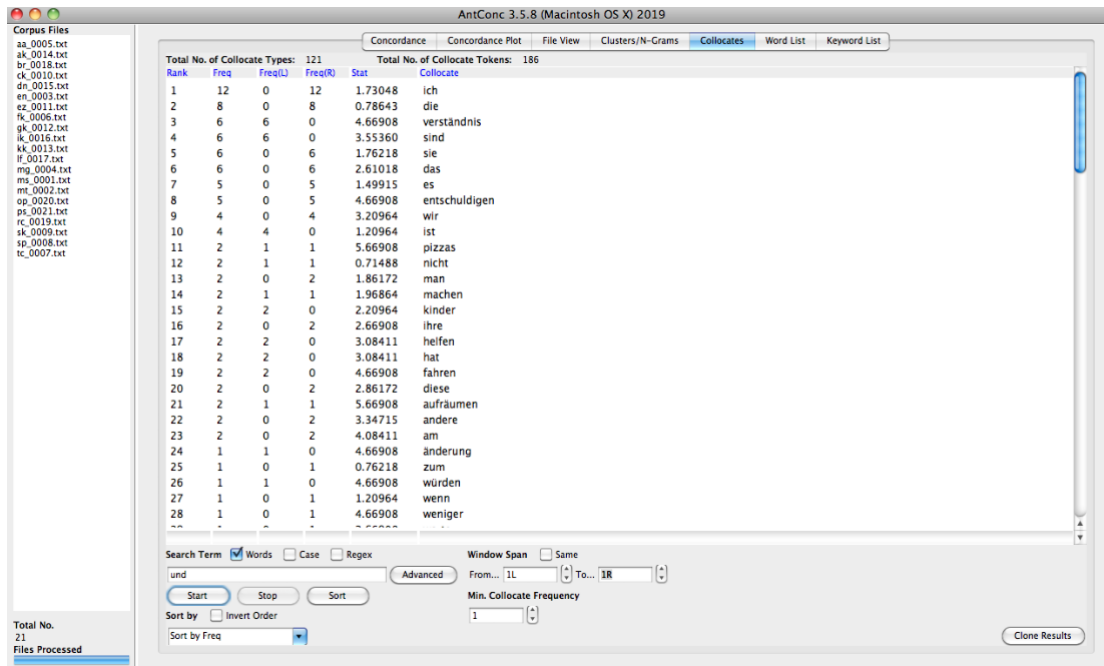 AntConc 3.5.8 (Macintosh OS X) 2019
Corpus Files
aa_0005.txt
ak_0014.txt
br_0018.txt
ck_0010.txt
dn_0015.txt
en_0003.txt
ez_0011.txt
fk_0006.txt
gk_0012.txt
ik_0016.txt
kk_0013.txt
lf_0017.txt
mg_0004.txt
ms_0001.txt
mt_0002.txt
op_0020.txt
ps_0021.txt
rc_0019.txt
sk_0009.txt
sp_0008.txt
tc_0007.txt
Total No.
21
Files Processed
Concordance Concordance Plot File View Clusters/N-Grams Collocates Word List Keyword List
Total No. of Collocate Types: 121 Total No. of Collocate Tokens: 186
Rank Freq Freq(L) Freq(R) Stat Collocate
1 12 0 12 1.73048 ich
2 8 0 8 0.78643 die
3 6 6 0 4.66908 verständnis
4 6 6 0 3.55360 sind
5 6 0 6 1.76218 sie
6 6 0 6 2.61018 das
7 5 0 5 1.49915 es
8 5 0 5 4.66908 entschuldigen
9 4 0 4 3.20964 wir
10 4 4 0 1.20964 ist
11 2 1 1 5.66908 pizzas
12 2 1 1 0.71488 nicht
13 2 0 2 1.86172 man
14 2 1 1 1.96864 machen
15 2 2 0 2.20964 kinder
16 2 0 2 2.66908 ihre
17 2 2 0 3.08411 helfen
18 2 2 0 3.08411 hat
19 2 2 0 4.66908 fahren
20 2 0 2 2.86172 diese
21 2 1 1 5.66908 aufräumen
22 2 0 2 3.34715 andere
23 2 0 2 4.08411 am
24 1 1 0 4.66908 änderung
25 1 0 1 0.76218 zum
26 1 1 0 4.66908 würden
27 1 0 1 1.20964 wenn
28 1 0 1 4.66908 weniger
Search Term Words Case Regex Window Span Same
und Advanced From... 1L To... 1R
Start Stop Sort Min. Collocate Frequency
Sort by Invert Order 1
Sort by Freq Clone Results